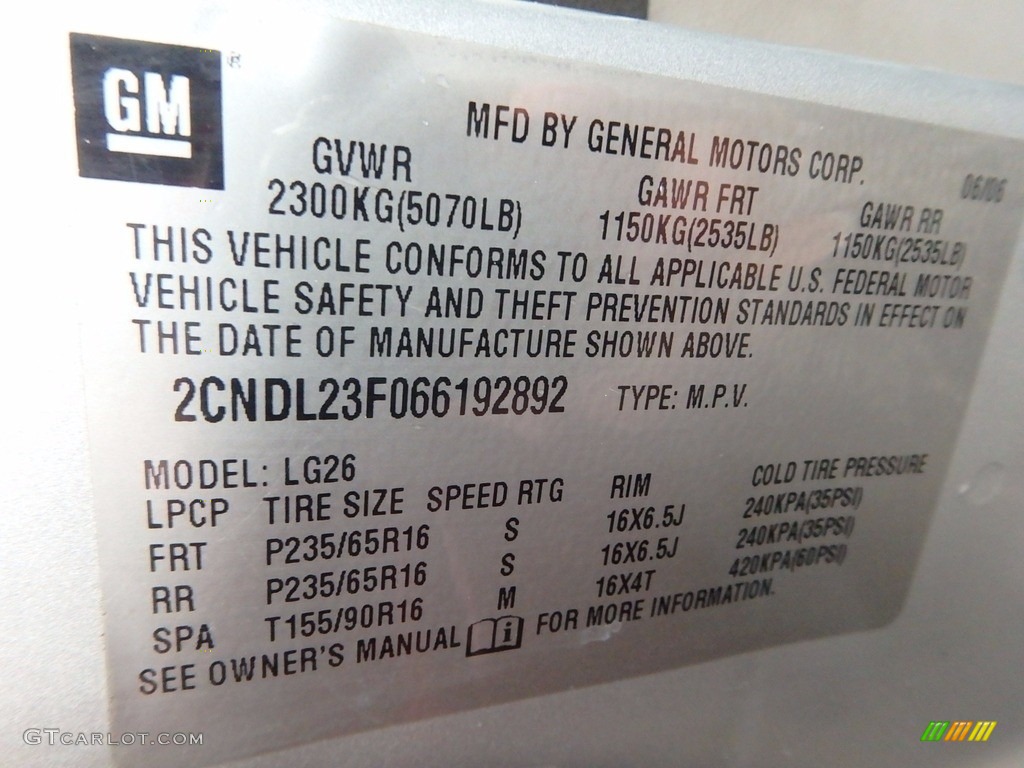 GM ®
MFD BY GENERAL MOTORS CORP.
06/06
GVWR GAWR FRT GAWR RR
2300KG(5070LB) 1150KG(2535LB) 1150KG(2535LB)
THIS VEHICLE CONFORMS TO ALL APPLICABLE U.S. FEDERAL MOTOR
VEHICLE SAFETY AND THEFT PREVENTION STANDARDS IN EFFECT ON
THE DATE OF MANUFACTURE SHOWN ABOVE.
2CNDL23F066192892 TYPE: M.P.V.
MODEL: LG26
LPCP TIRE SIZE SPEED RTG RIM COLD TIRE PRESSURE
FRT P235/65R16 S 16X6.5J 240KPA(35PSI)
RR P235/65R16 S 16X6.5J 240KPA(35PSI)
SPA T155/90R16 M 16X4T 420KPA(60PSI)
SEE OWNER'S MANUAL i FOR MORE INFORMATION.
GTCARLOT.COM